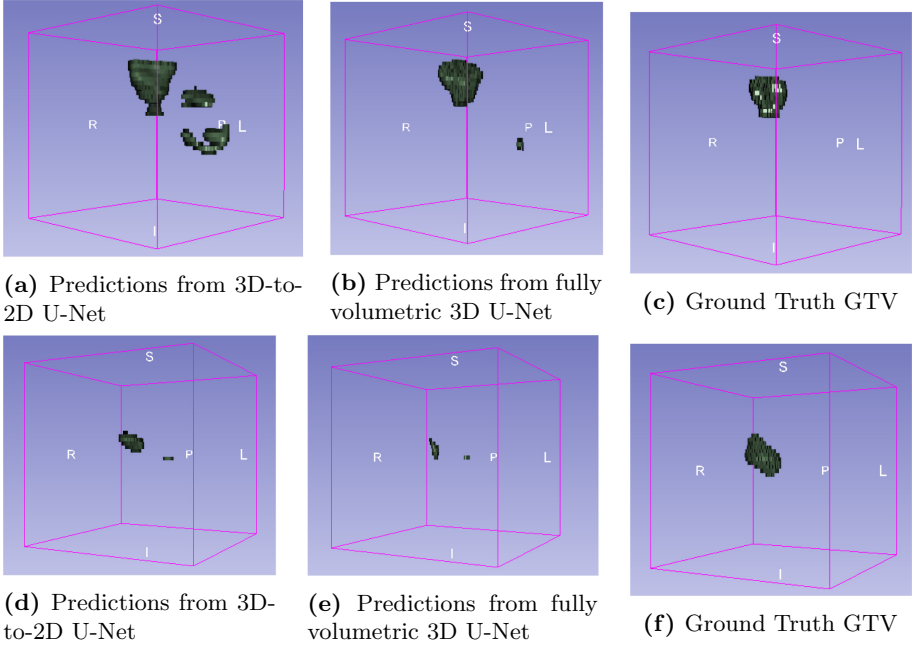 S
R
P
L
I
S
R
P
L
I
S
R
P
L
I
(a) Predictions from 3D-to-
2D U-Net
(b) Predictions from fully
volumetric 3D U-Net
(c) Ground Truth GTV
S
R
P
L
I
S
R
P
L
I
S
R
P
L
I
(d) Predictions from 3D-
to-2D U-Net
(e) Predictions from fully
volumetric 3D U-Net
(f) Ground Truth GTV